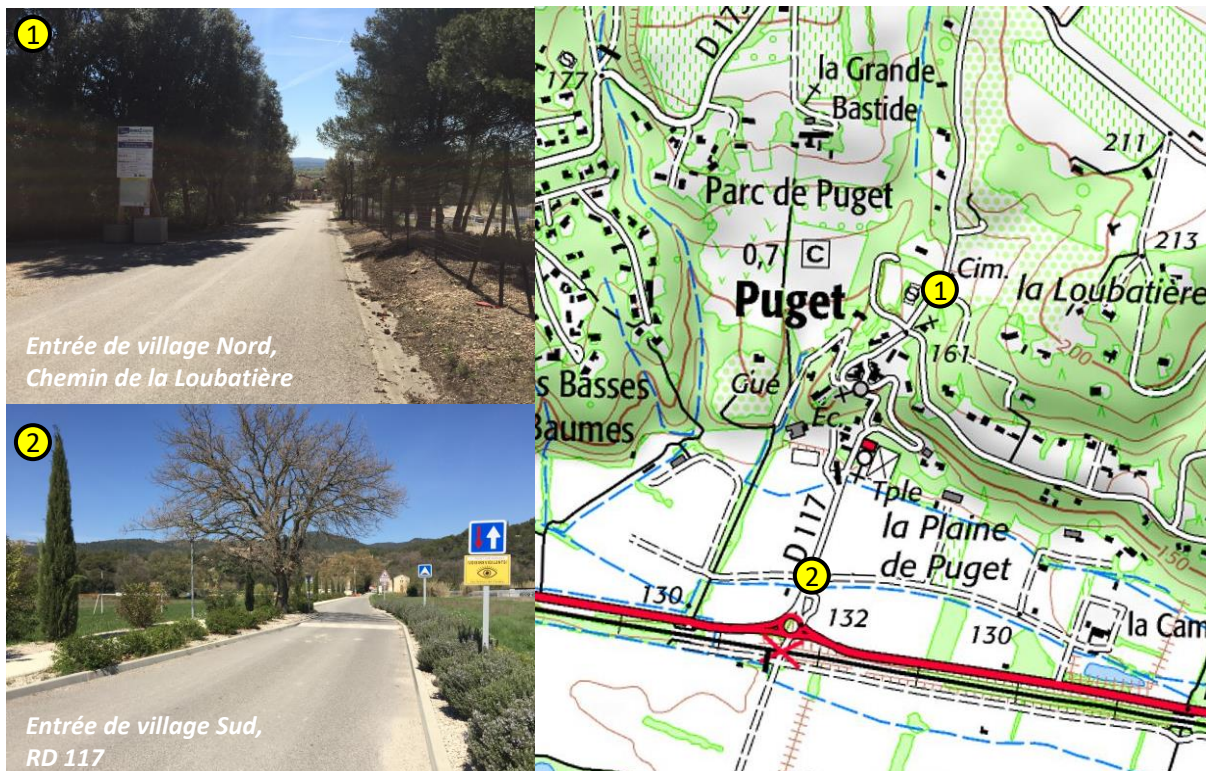 1
Entrée de village Nord,
Chemin de la Loubatière
2
Entrée de village Sud,
RD 117
177
D 117
la Grande
Bastide
211
Parc de Puget
213
0,7 C
1
Cim.
Puget
la Loubatière
161
200
s Basses
Baumes
Gué
Éc.
Tple
la Plaine
de Puget
150
D 117
2
130
132
130
la Cam